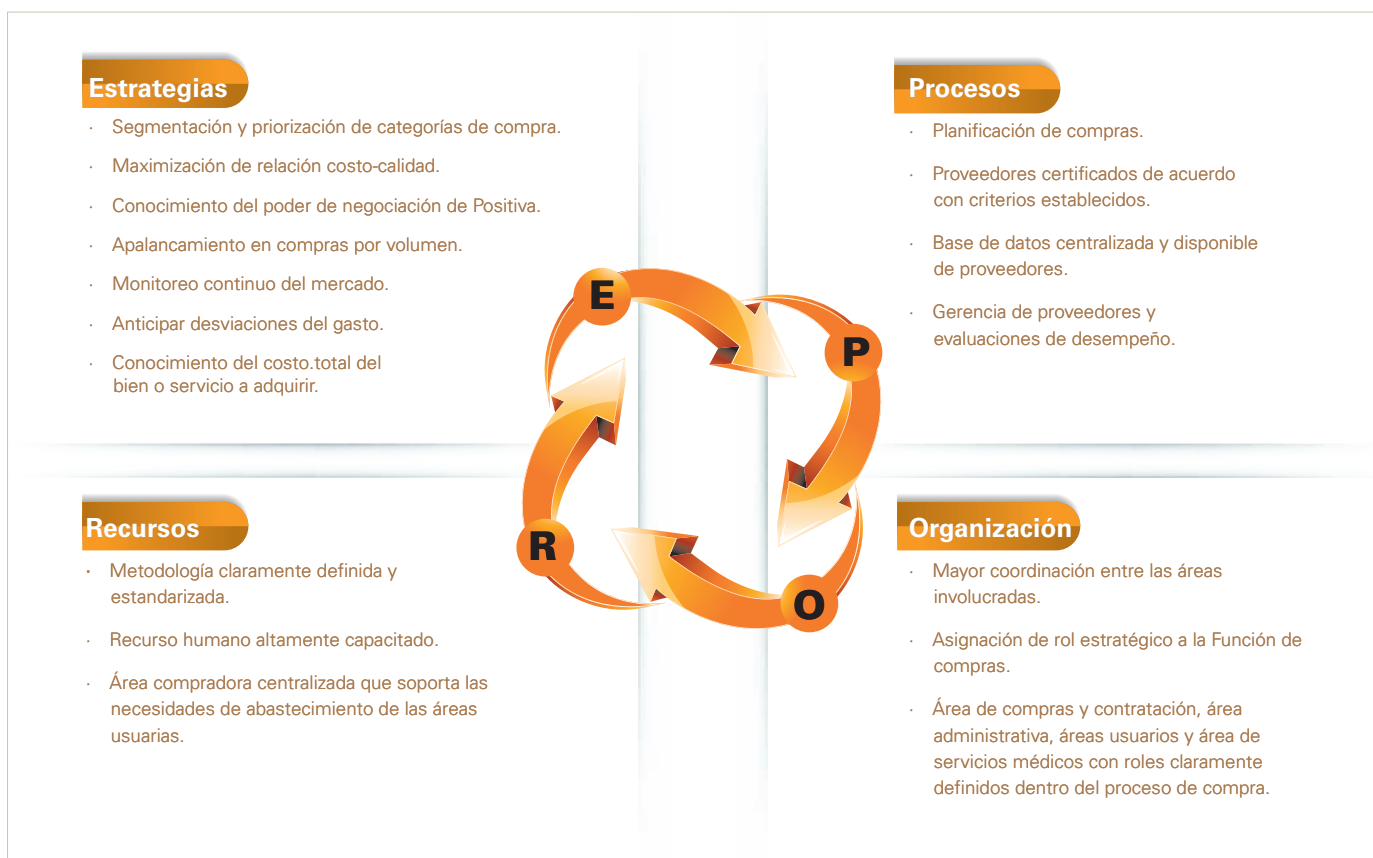 Estrategias
· Segmentación y priorización de categorías de compra.
· Maximización de relación costo-calidad.
· Conocimiento del poder de negociación de Positiva.
· Apalancamiento en compras por volumen.
· Monitoreo continuo del mercado.
· Anticipar desviaciones del gasto.
· Conocimiento del costo.total del
bien o servicio a adquirir.
Procesos
· Planificación de compras.
· Proveedores certificados de acuerdo
con criterios establecidos.
· Base de datos centralizada y disponible
de proveedores.
· Gerencia de proveedores y
evaluaciones de desempeño.
E
P
R
O
Recursos
· Metodología claramente definida y
estandarizada.
· Recurso humano altamente capacitado.
· Área compradora centralizada que soporta las
necesidades de abastecimiento de las áreas
usuarias.
Organización
· Mayor coordinación entre las áreas
involucradas.
· Asignación de rol estratégico a la Función de
compras.
· Área de compras y contratación, área
administrativa, áreas usuarios y área de
servicios médicos con roles claramente
definidos dentro del proceso de compra.